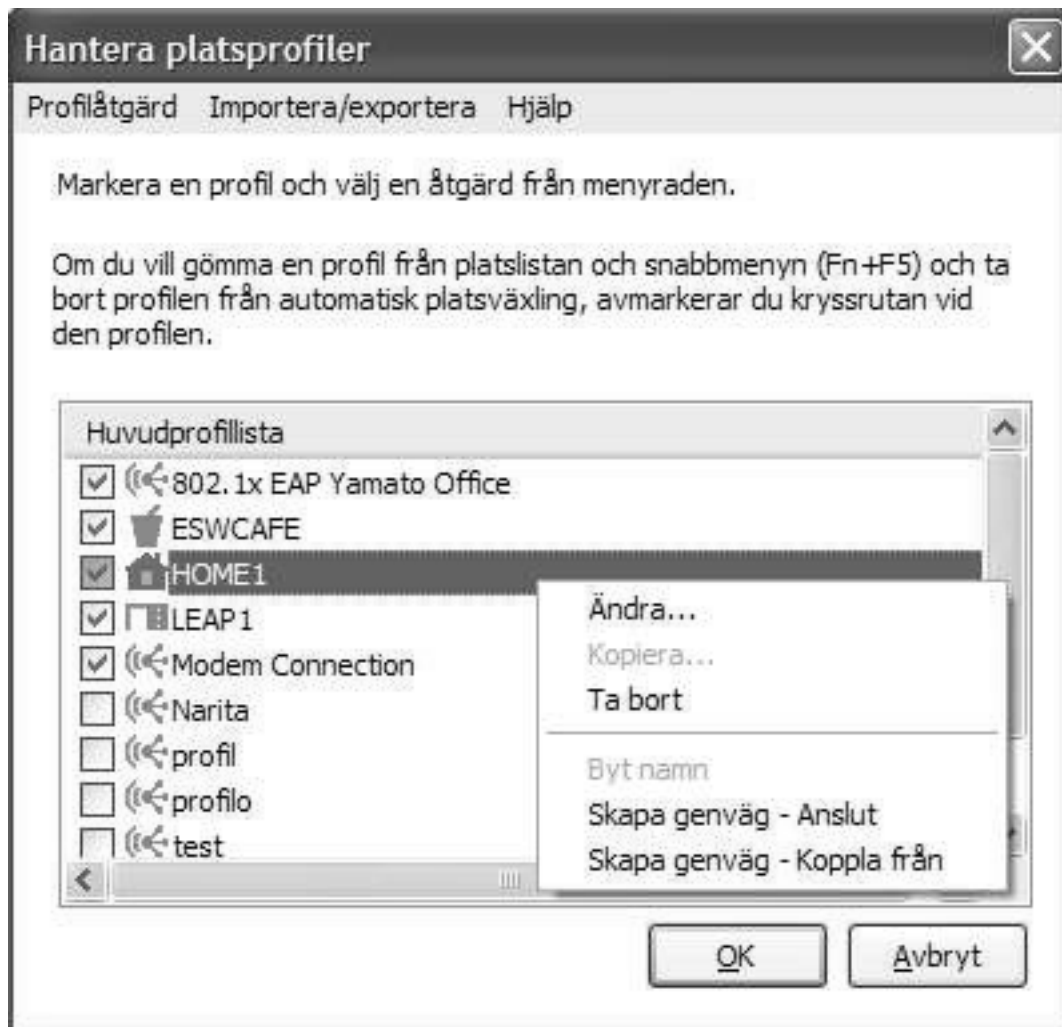 Hantera platsprofiler
Profilåtgärd Importera/exportera Hjälp
Markera en profil och välj en åtgärd från menyraden.
Om du vill gömma en profil från platslistan och snabbmenyn (Fn+F5) och ta
bort profilen från automatisk platsväxling, avmarkerar du kryssrutan vid
den profilen.
Huvudprofillista
802.1x EAP Yamato Office
ESWCAFE
HOME1
LEAP1
Modem Connection
Narita
profil
profilo
test
Ändra...
Kopiera...
Ta bort
Byt namn
Skapa genväg - Anslut
Skapa genväg - Koppla från
OK
Avbryt